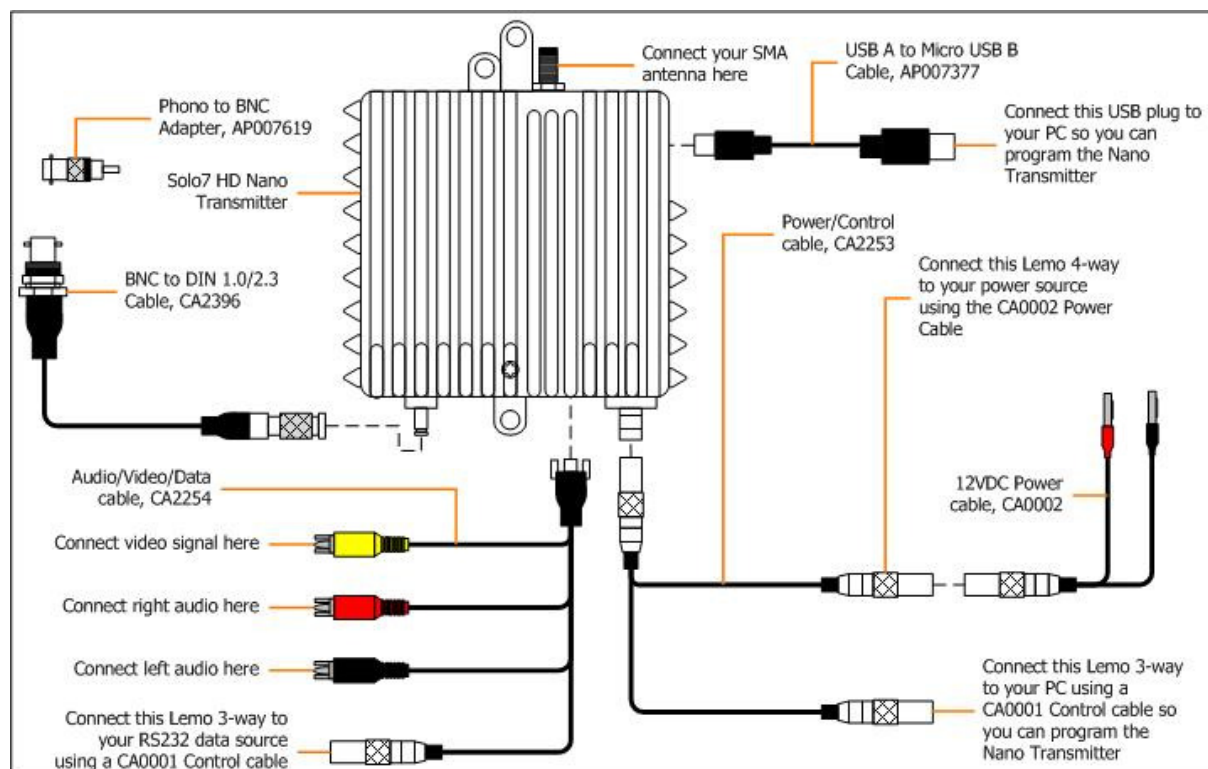 Connect your SMA
antenna here
USB A to Micro USB B
Cable, AP007377
Phono to BNC
Adapter, AP007619
Connect this USB plug to
your PC so you can
program the Nano
Transmitter
Solo7 HD Nano
Transmitter
Power/Control
cable, CA2253
BNC to DIN 1.0/2.3
Cable, CA2396
Connect this Lemo 4-way
to your power source
using the CA0002 Power
Cable
Audio/Video/Data
cable, CA2254
12VDC Power
cable, CA0002
Connect video signal here
Connect right audio here
Connect left audio here
Connect this Lemo 3-way to
your RS232 data source
using a CA0001 Control cable
Connect this Lemo 3-way
to your PC using a
CA0001 Control cable so
you can program the
Nano Transmitter